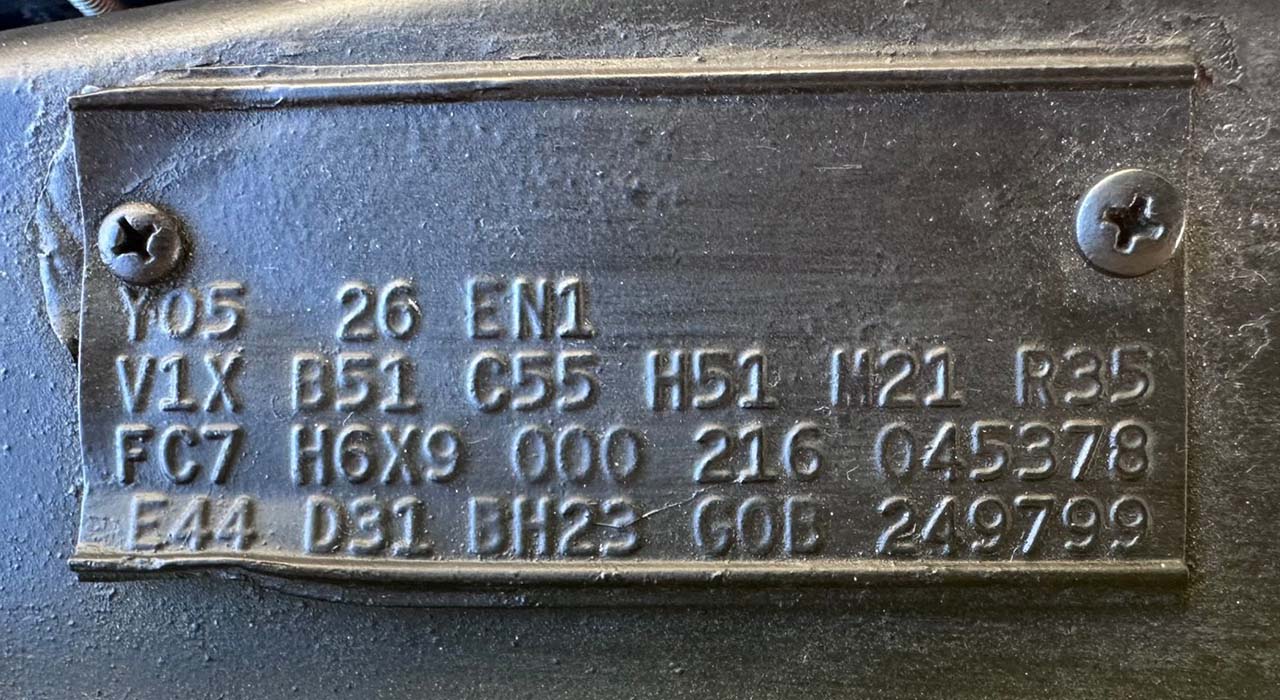 Y05 26 EN1
V1X B51 C55 H51 M21 R35
FC7 H6X9 000 216 045378
E44 D31 BH23 G0B 249799